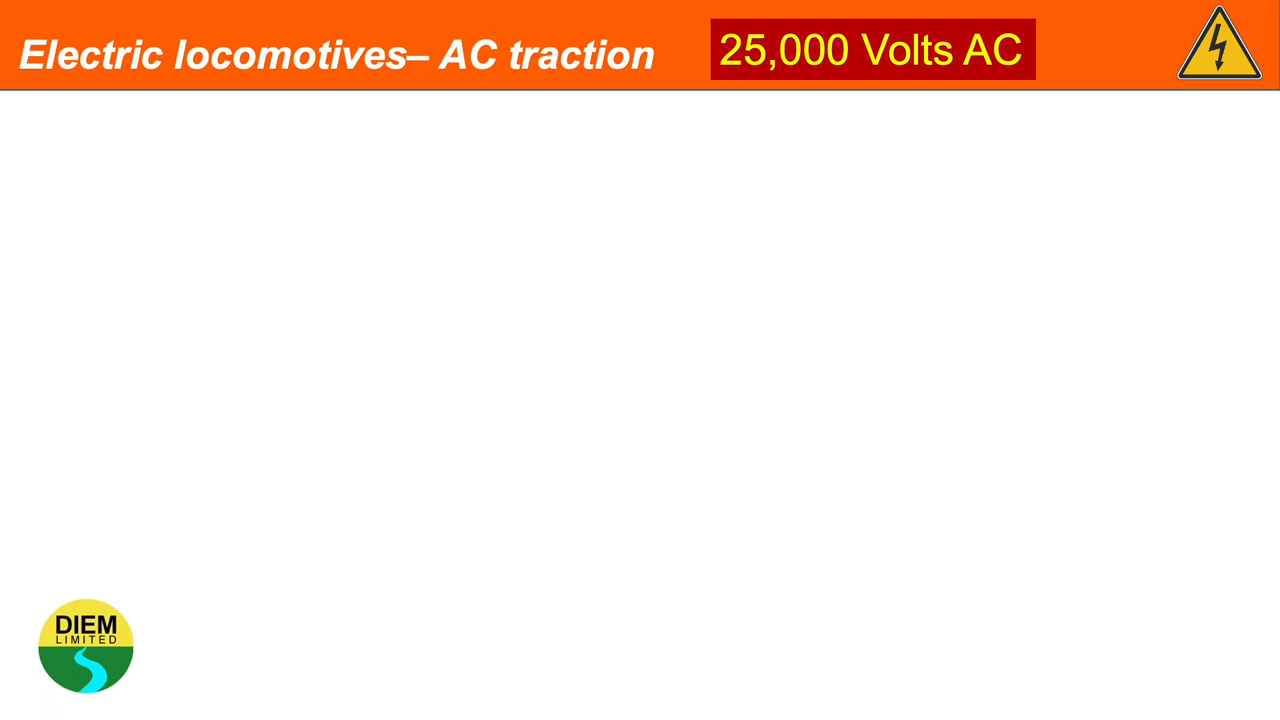 Electric locomotives– AC traction
25,000 Volts AC
DIEM
LIMITED